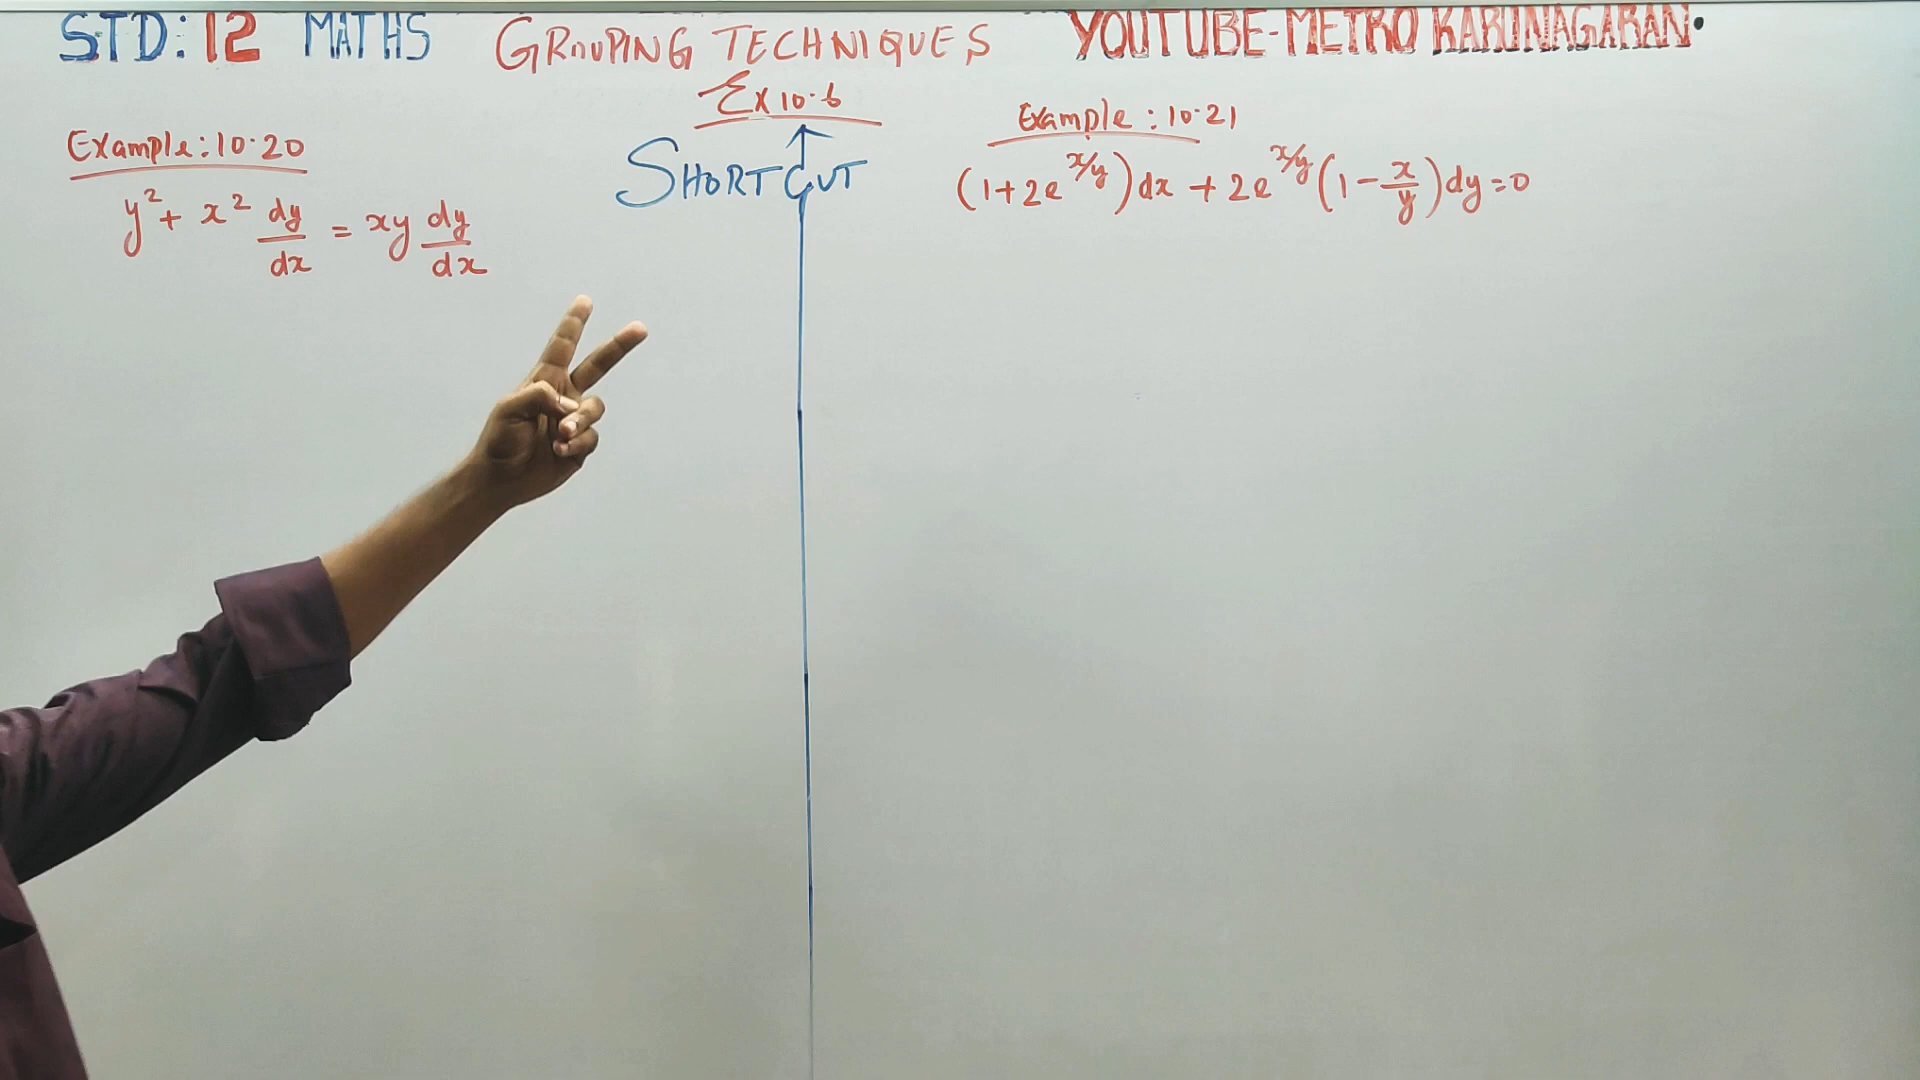 STD: 12 MATHS GROUPING TECHNIQUES YOUTUBE-METRO KARUNAGARAN.
Ex 10.6
SHORT CUT
Example: 10.20
y² + x² dy/dx = xy dy/dx
Example: 10.21
(1+2e^x/y)dx + 2e^x/y(1-x/y)dy=0